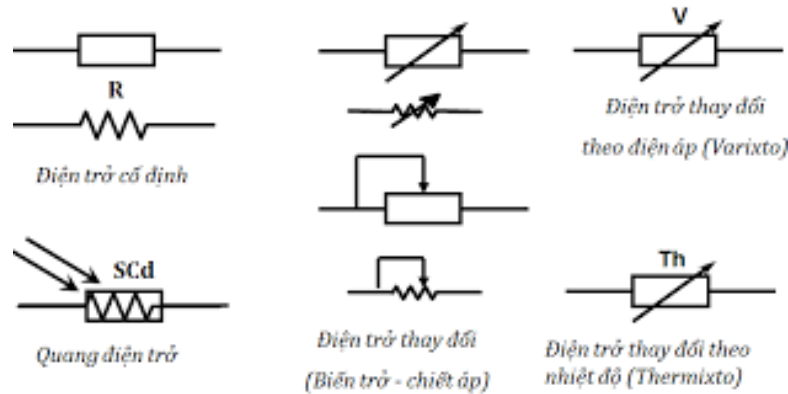 R
Điện trở cố định
SCd
Quang điện trở
Điện trở thay đổi
(Biến trở - chiết áp)
V
Điện trở thay đổi
theo điện áp (Varixto)
Th
Điện trở thay đổi theo
nhiệt độ (Thermixto)